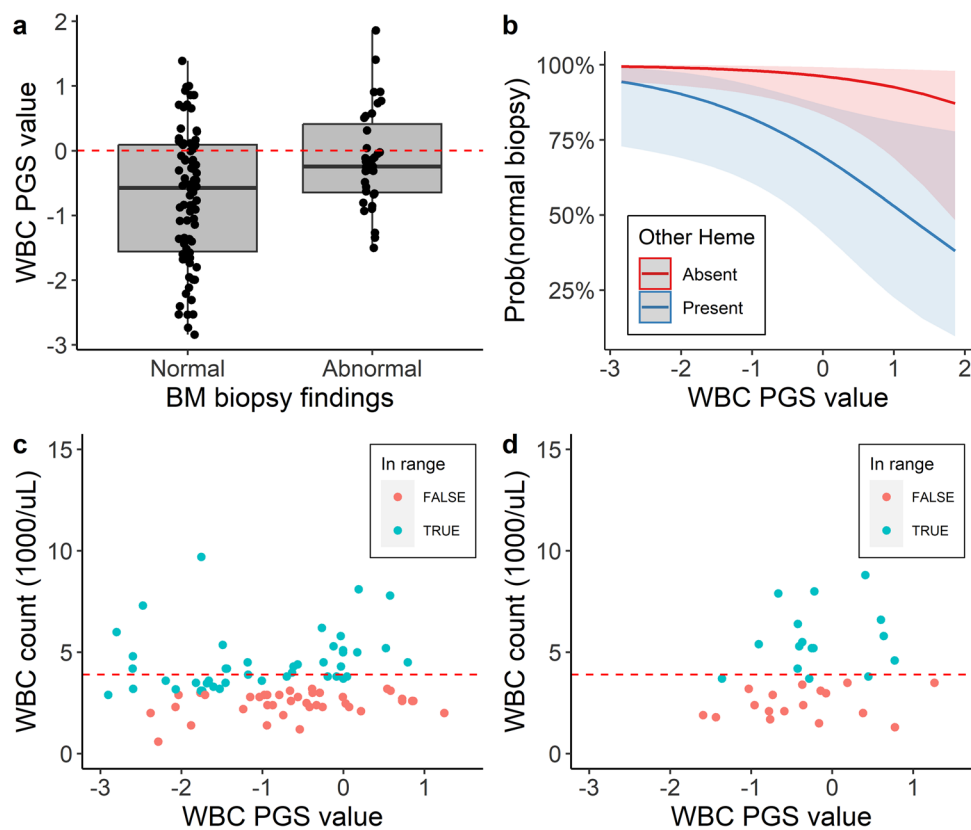 a
WBC PGS value
2
1
0
-1
-2
-3
Normal
Abnormal
BM biopsy findings
b
Prob(normal biopsy)
100%
75%
50%
25%
Other Heme
Absent
Present
-3
-2
-1
0
1
2
WBC PGS value
c
WBC count (1000/uL)
15
10
5
0
In range
FALSE
TRUE
-3
-2
-1
0
1
WBC PGS value
d
WBC count (1000/uL)
15
10
5
0
In range
FALSE
TRUE
-3
-2
-1
0
1
WBC PGS value